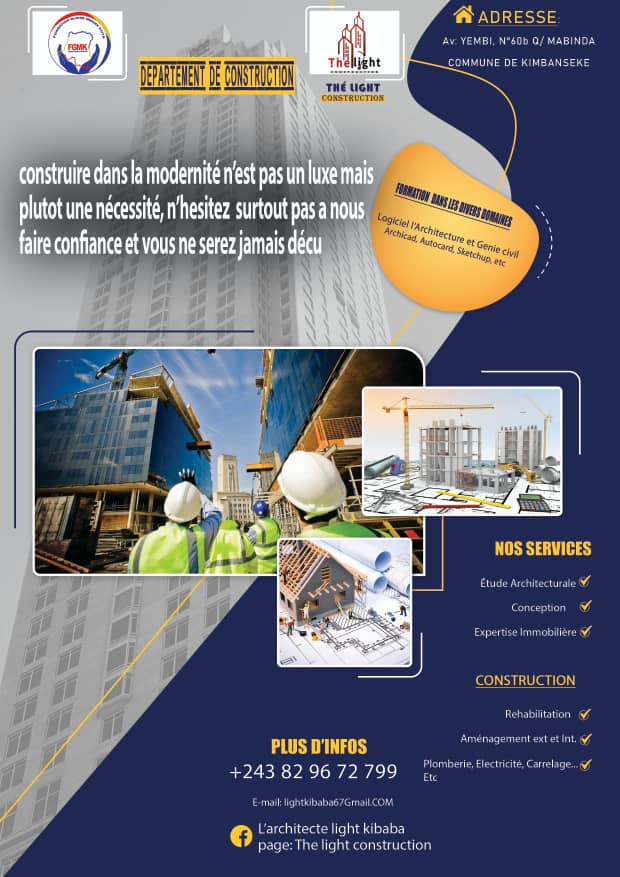 FGMK
DEPARTEMENT DE CONSTRUCTION
The light
CONSTRUCTION
THÉ LIGHT
CONSTRUCTION
ADRESSE:
Av: YEMBI, N°60b Q/ MABINDA
COMMUNE DE KIMBANSEKE
construire dans la modernité n'est pas un luxe mais
plutot une nécessité, n'hesitez surtout pas a nous
faire confiance et vous ne serez jamais décu
FORMATION DANS LES DIVERS DOMAINES
Logiciel l'Architecture et Genie civil
Archicad, Autocard, Sketchup, etc
NOS SERVICES
Étude Architecturale
Conception
Expertise Immobilière
CONSTRUCTION
Rehabilitation
Aménagement ext et Int.
Plomberie, Electricité, Carrelage...
Etc
PLUS D'INFOS
+243 82 96 72 799
E-mail: lightkibaba67Gmail.COM
L'architecte light kibaba
page: The light construction